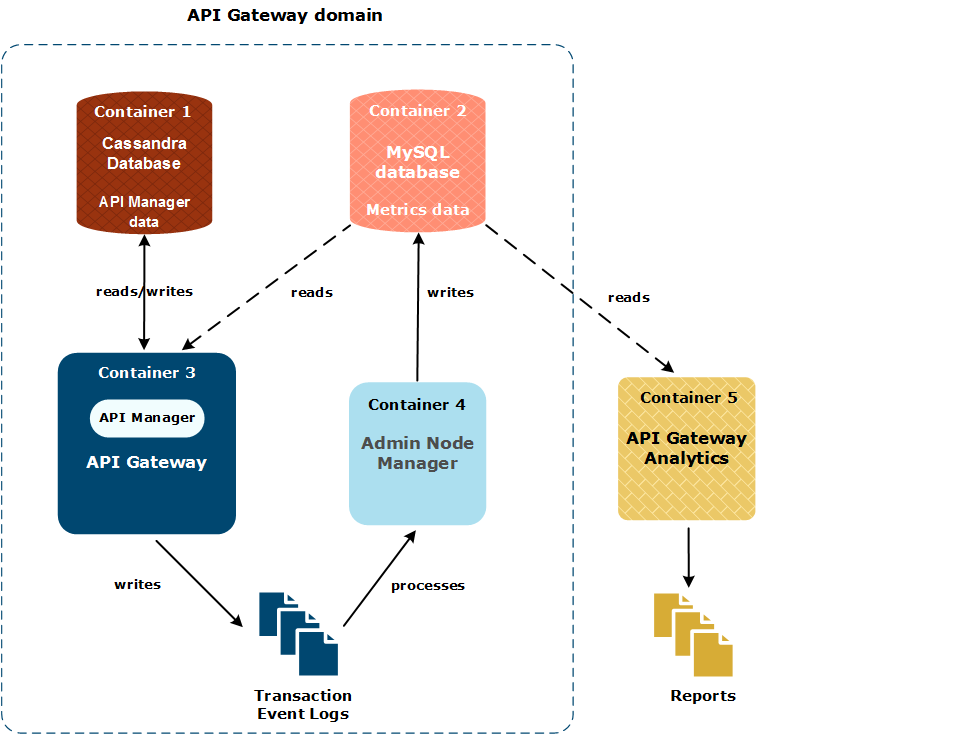 API Gateway domain
Container 1
Cassandra
Database
API Manager
data
Container 2
MySQL
database
Metrics data
reads/writes
reads
writes
reads
Container 3
API Manager
API Gateway
Container 4
Admin Node
Manager
Container 5
API Gateway
Analytics
writes
processes
Transaction
Event Logs
Reports